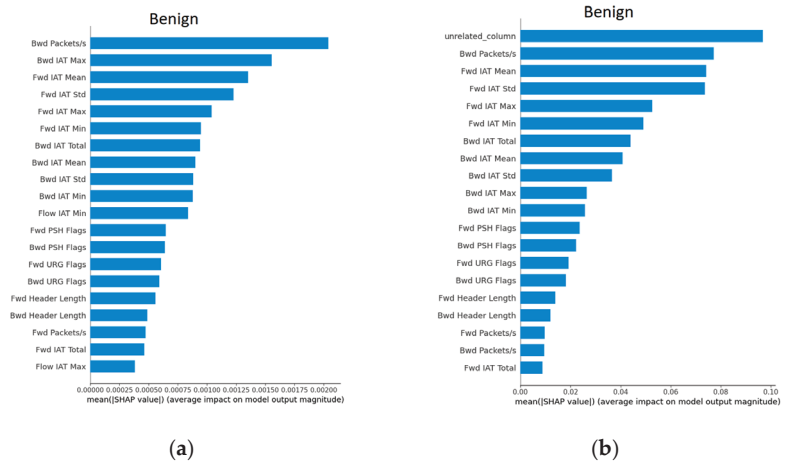 Benign
Bwd Packets/s
Bwd IAT Max
Fwd IAT Mean
Fwd IAT Std
Fwd IAT Max
Fwd IAT Min
Bwd IAT Total
Bwd IAT Mean
Bwd IAT Std
Bwd IAT Min
Flow IAT Min
Fwd PSH Flags
Bwd PSH Flags
Fwd URG Flags
Bwd URG Flags
Fwd Header Length
Bwd Header Length
Fwd Packets/s
Fwd IAT Total
Flow IAT Max
0.00000 0.00025 0.00050 0.00075 0.00100 0.00125 0.00150 0.00175 0.00200
mean(|SHAP value|) (average impact on model output magnitude)
(a)
Benign
unrelated_column
Bwd Packets/s
Fwd IAT Mean
Fwd IAT Std
Fwd IAT Max
Fwd IAT Min
Bwd IAT Total
Bwd IAT Mean
Bwd IAT Std
Bwd IAT Max
Bwd IAT Min
Fwd PSH Flags
Bwd PSH Flags
Fwd URG Flags
Bwd URG Flags
Fwd Header Length
Bwd Header Length
Fwd Packets/s
Bwd Packets/s
Fwd IAT Total
0.00 0.02 0.04 0.06 0.08 0.10
mean(|SHAP value|) (average impact on model output magnitude)
(b)